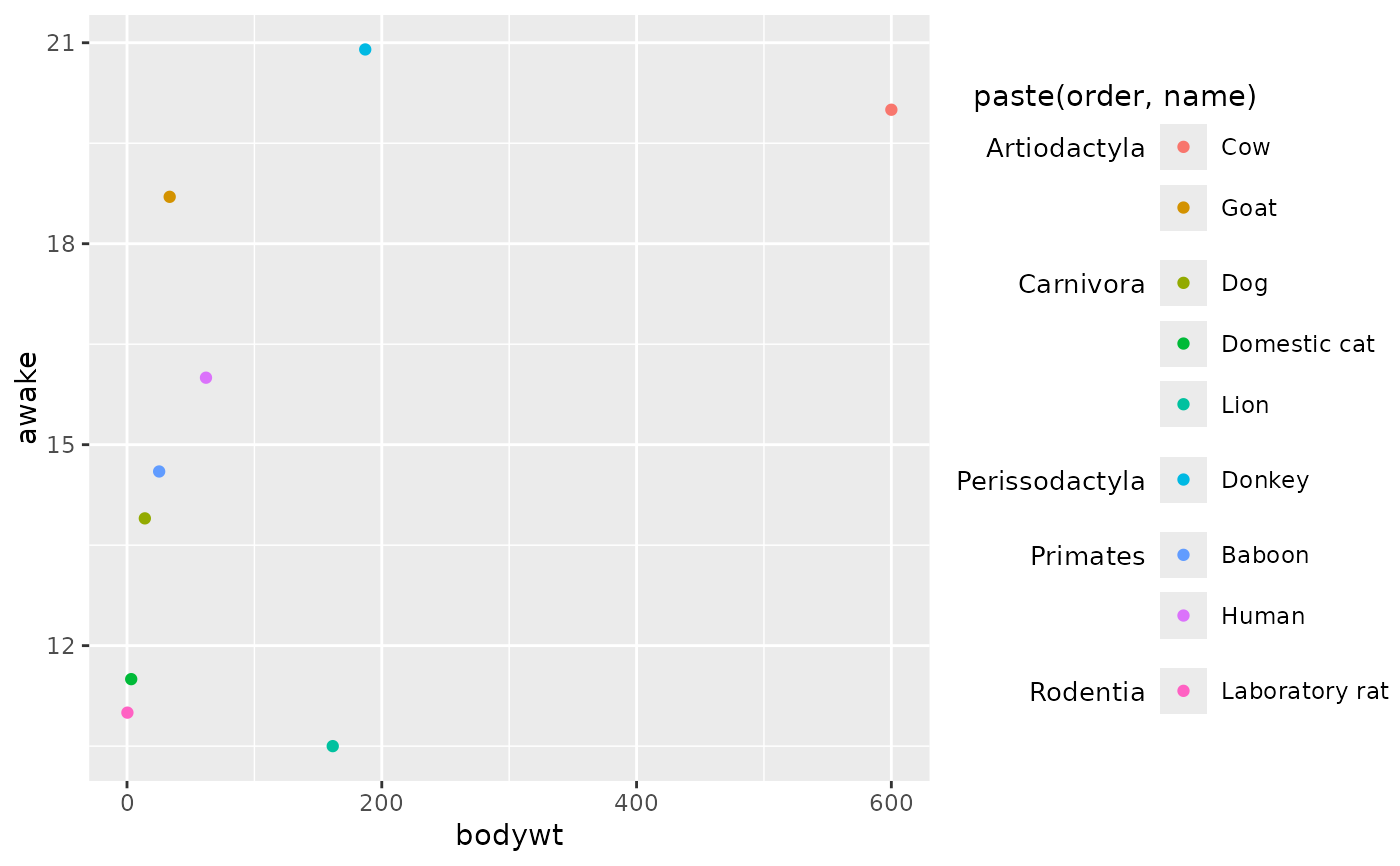 21
18
15
12
awake
0 200 400 600
bodywt
paste(order, name)
Artiodactyla Cow
Goat
Carnivora Dog
Domestic cat
Lion
Perissodactyla Donkey
Primates Baboon
Human
Rodentia Laboratory rat